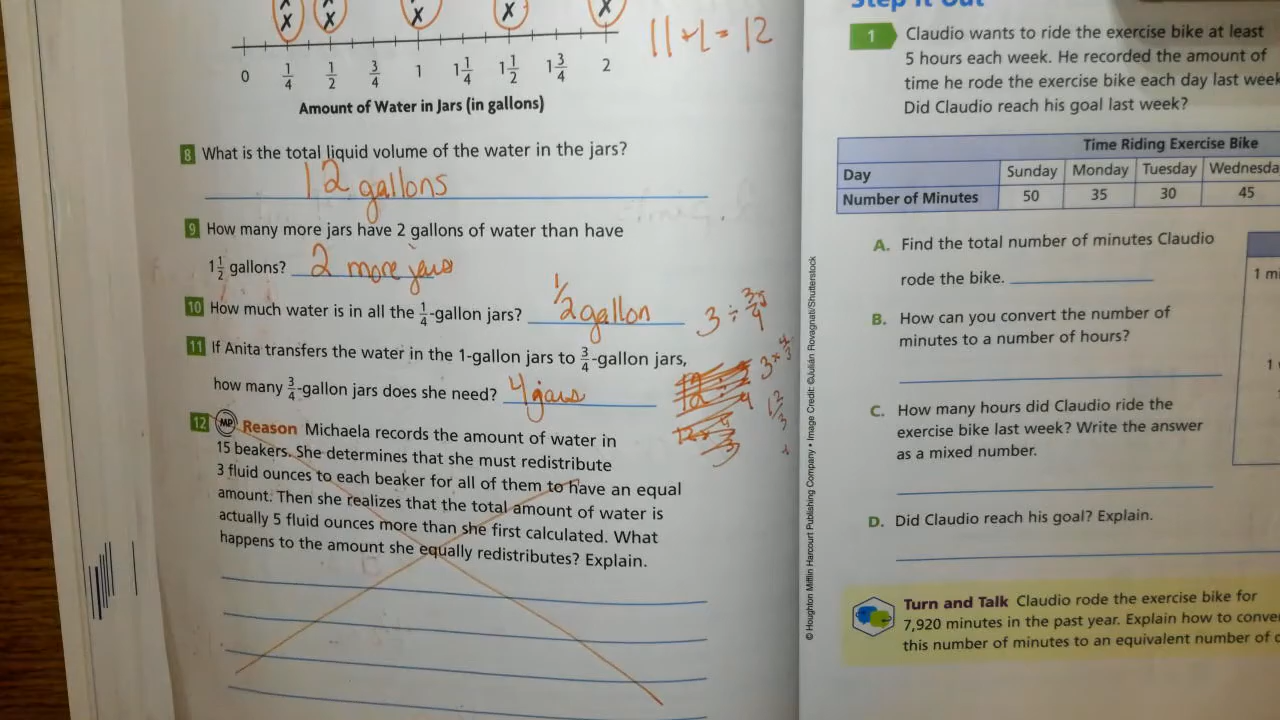 x x x x x
x x
11 + 1 = 12
0 1/4 1/2 3/4 1 1 1/4 1 1/2 1 3/4 2
Amount of Water in Jars (in gallons)
8 What is the total liquid volume of the water in the jars?
12 gallons
9 How many more jars have 2 gallons of water than have
1 1/2 gallons? 2 more jars
10 How much water is in all the 1/4-gallon jars? 1/2 gallon
3 ÷ 3/4
11 If Anita transfers the water in the 1-gallon jars to 3/4-gallon jars,
how many 3/4-gallon jars does she need? 4 jars
3 × 4/3
12/3
12 MP Reason Michaela records the amount of water in
15 beakers. She determines that she must redistribute
3 fluid ounces to each beaker for all of them to have an equal
amount. Then she realizes that the total amount of water is
actually 5 fluid ounces more than she first calculated. What
happens to the amount she equally redistributes? Explain.
© Houghton Mifflin Harcourt Publishing Company • Image Credit: ©Julián Rovagnati/Shutterstock
Step It Out
1 Claudio wants to ride the exercise bike at least
5 hours each week. He recorded the amount of
time he rode the exercise bike each day last week
Did Claudio reach his goal last week?
Time Riding Exercise Bike
Day Sunday Monday Tuesday Wednesda
Number of Minutes 50 35 30 45
A. Find the total number of minutes Claudio
rode the bike.
1 mi
B. How can you convert the number of
minutes to a number of hours?
1
C. How many hours did Claudio ride the
exercise bike last week? Write the answer
as a mixed number.
D. Did Claudio reach his goal? Explain.
Turn and Talk Claudio rode the exercise bike for
7,920 minutes in the past year. Explain how to conver
this number of minutes to an equivalent number of